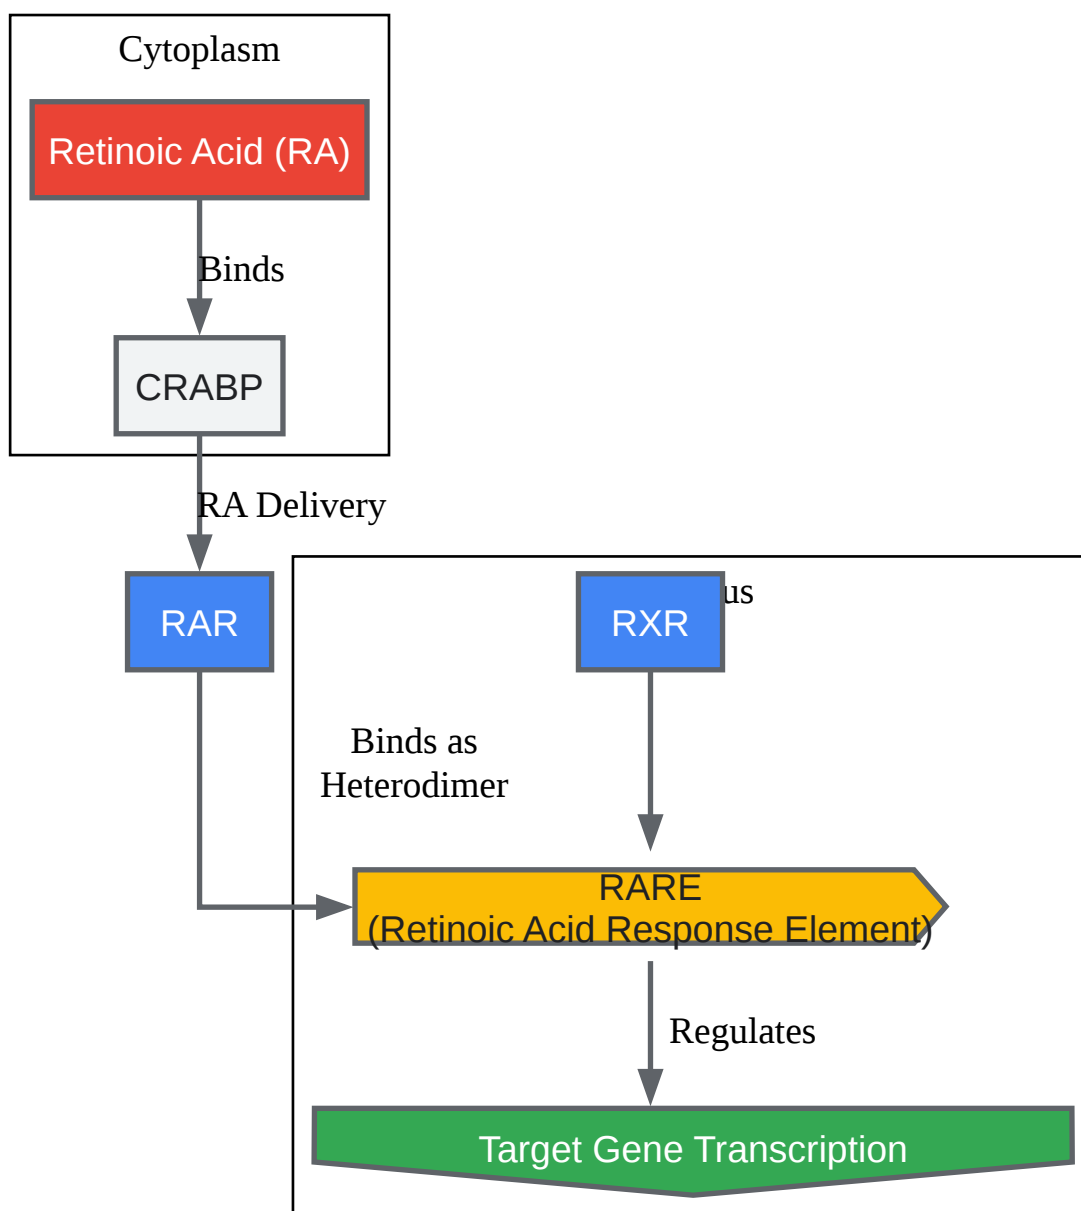 Cytoplasm
Retinoic Acid (RA)
Binds
CRABP
RA Delivery
RAR
RXR
us
Binds as
Heterodimer
RARE
(Retinoic Acid Response Element)
Regulates
Target Gene Transcription